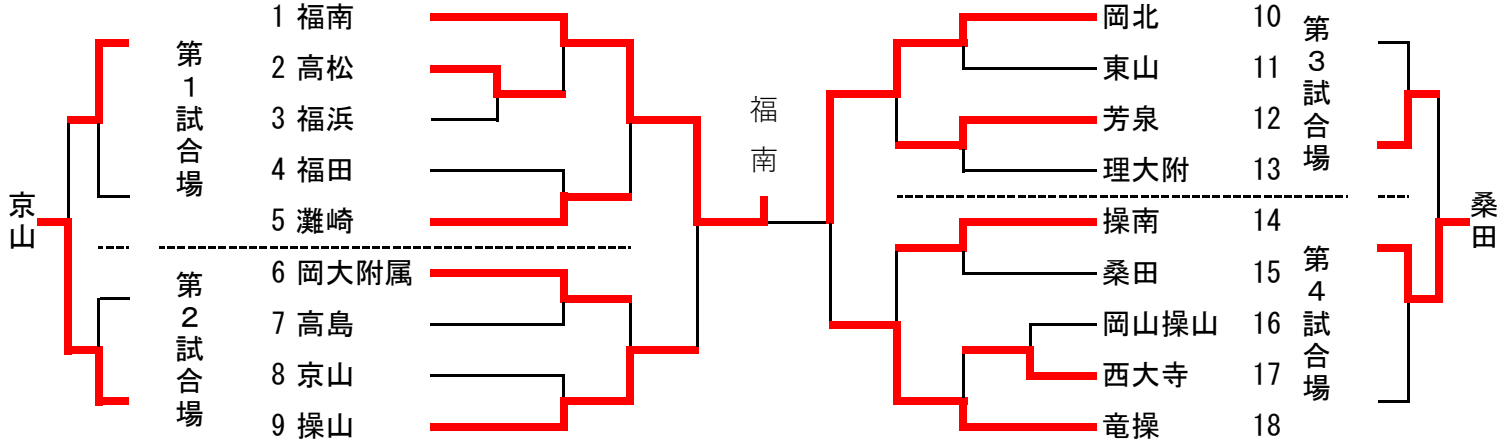 京山
第1試合場
第2試合場
1 福南
2 高松
3 福浜
4 福田
5 灘崎
6 岡大附属
7 高島
8 京山
9 操山
福南
岡北 10
東山 11
芳泉 12
理大附 13
操南 14
桑田 15
岡山操山 16
西大寺 17
竜操 18
第3試合場
第4試合場
桑田